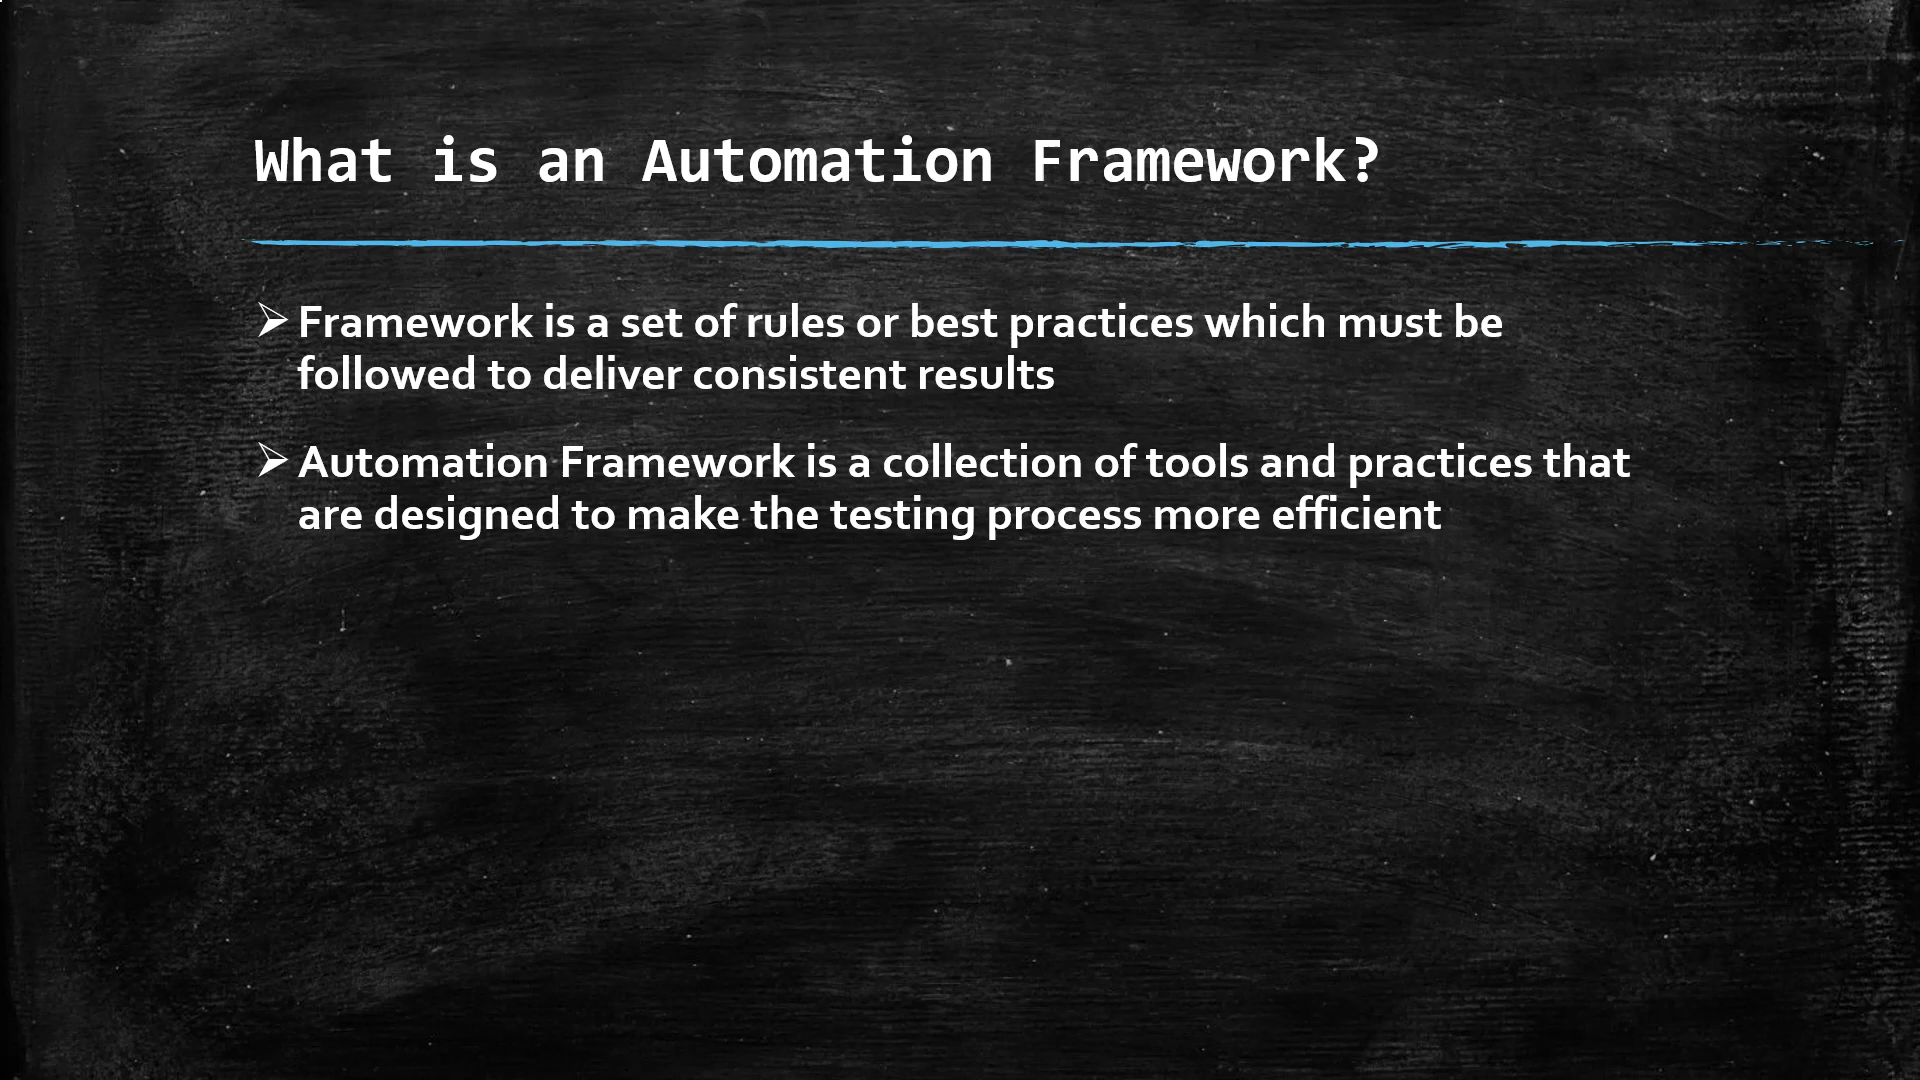 What is an Automation Framework?
➢ Framework is a set of rules or best practices which must be
followed to deliver consistent results
➢ Automation Framework is a collection of tools and practices that
are designed to make the testing process more efficient